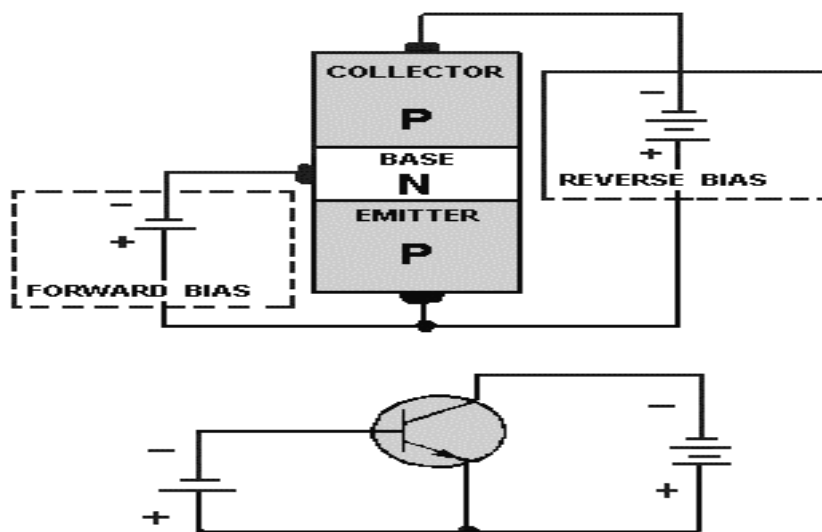 COLLECTOR
P
BASE
N
EMITTER
P
−
+
FORWARD BIAS
−
+
REVERSE BIAS
−
+
−
+